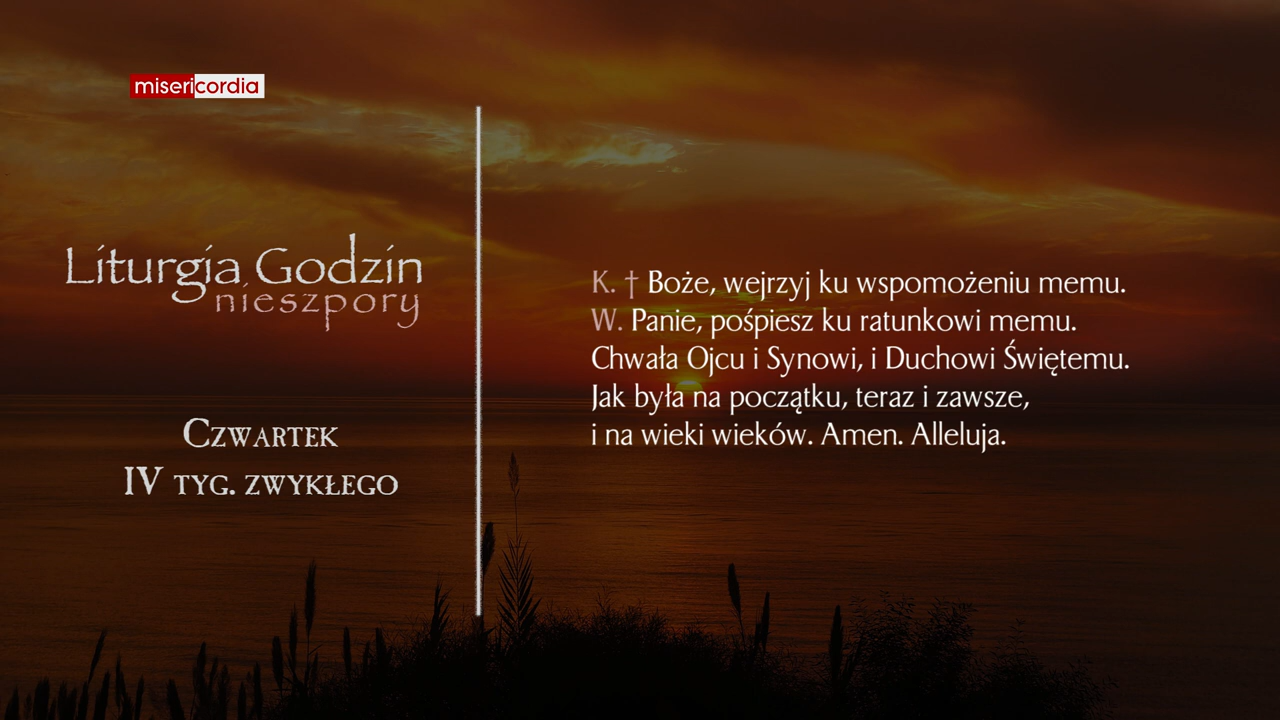 misericordia
Liturgia Godzin
nieszpory
Czwartek
IV tyg. zwykłego
K. † Boże, wejrzyj ku wspomożeniu memu.
W. Panie, pośpiesz ku ratunkowi memu.
Chwała Ojcu i Synowi, i Duchowi Świętemu.
Jak była na początku, teraz i zawsze,
i na wieki wieków. Amen. Alleluja.